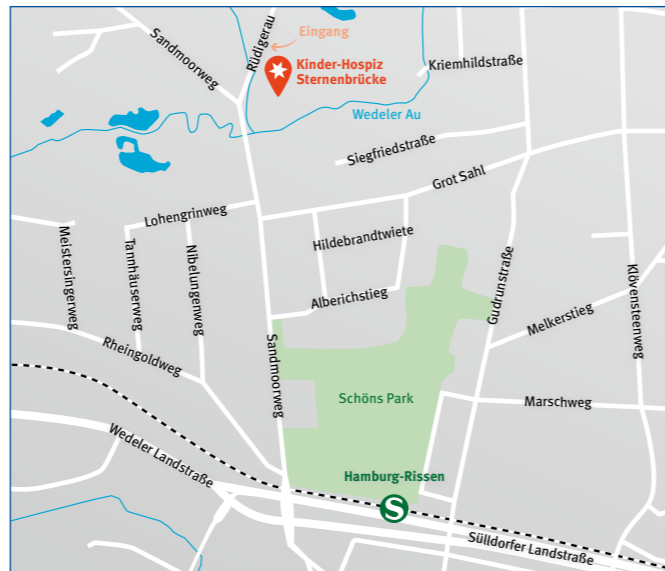 Eingang
Rüdigerau
Sandmoorweg
Kinder-Hospiz
Sternenbrücke
Kriemhildstraße
Wedeler Au
Siegfriedstraße
Grot Sahl
Lohengrinweg
Hildebrandtwiete
Meistersingerweg
Tannhäuserweg
Nibelungenweg
Gudrunstraße
Klövensteenweg
Alberichstieg
Melkerstieg
Rheingoldweg
Sandmoorweg
Schöns Park
Marschweg
Wedeler Landstraße
Hamburg-Rissen
S
Sülldorfer Landstraße